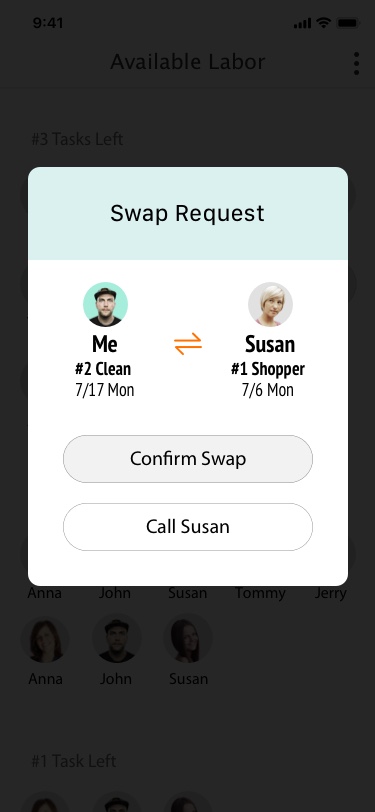 9:41
Available Labor
#3 Tasks Left
Swap Request
Me Susan
#2 Clean #1 Shopper
7/17 Mon 7/6 Mon
Confirm Swap
Call Susan
Anna John Susan Tommy Jerry
Anna John Susan
#1 Task Left